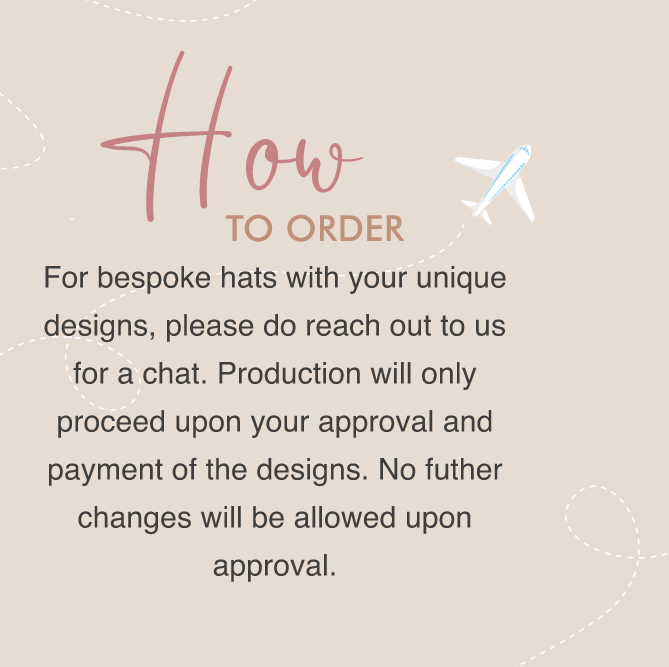 How
TO ORDER
For bespoke hats with your unique
designs, please do reach out to us
for a chat. Production will only
proceed upon your approval and
payment of the designs. No futher
changes will be allowed upon
approval.